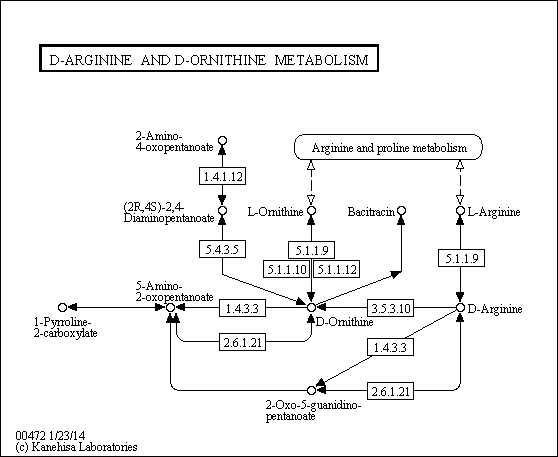 D-ARGININE AND D-ORNITHINE METABOLISM
2-Amino-
4-oxopentanoate
Arginine and proline metabolism
1.4.1.12
(2R,4S)-2,4-
Diaminopentanoate
L-Ornithine
Bacitracin
L-Arginine
5.4.3.5
5.1.1.9
5.1.1.10
5.1.1.12
5.1.1.9
5-Amino-
2-oxopentanoate
1.4.3.3
3.5.3.10
1-Pyrroline-
2-carboxylate
D-Ornithine
D-Arginine
2.6.1.21
1.4.3.3
2.6.1.21
2-Oxo-5-guanidino-
pentanoate
00472 1/23/14
(c) Kanehisa Laboratories